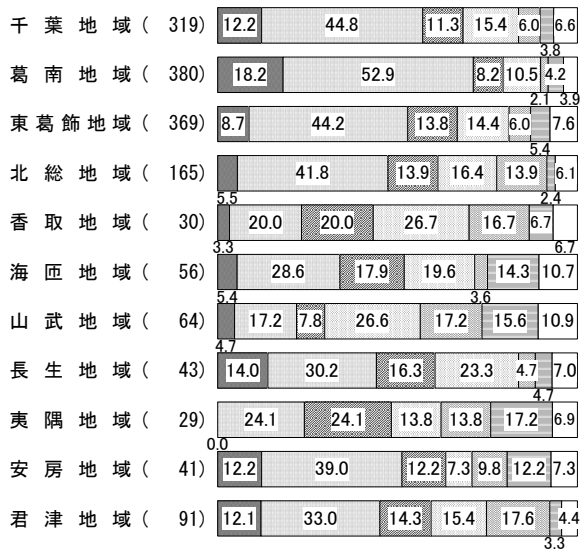 千葉地域( 319) 12.2 44.8 11.3 15.4 6.0 6.6
3.8
葛南地域( 380) 18.2 52.9 8.2 10.5 4.2
2.1 3.9
東葛飾地域( 369) 8.7 44.2 13.8 14.4 6.0 7.6
5.4
北総地域( 165) 41.8 13.9 16.4 13.9 6.1
5.5 2.4
香取地域( 30) 20.0 20.0 26.7 16.7 6.7
3.3 6.7
海匝地域( 56) 28.6 17.9 19.6 14.3 10.7
5.4 3.6
山武地域( 64) 17.2 7.8 26.6 17.2 15.6 10.9
4.7
長生地域( 43) 14.0 30.2 16.3 23.3 4.7 7.0
4.7
夷隅地域( 29) 24.1 24.1 13.8 13.8 17.2 6.9
0.0
安房地域( 41) 12.2 39.0 12.2 7.3 9.8 12.2 7.3
君津地域( 91) 12.1 33.0 14.3 15.4 17.6 4.4
3.3